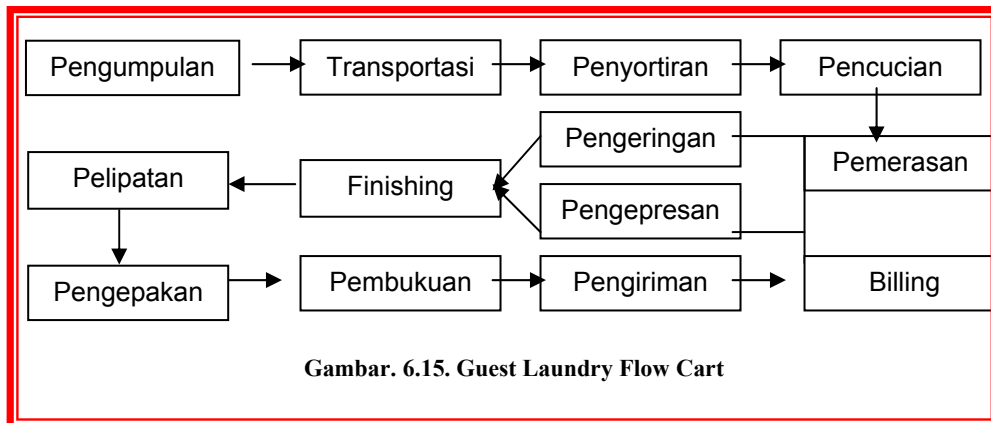 Pengumpulan
Transportasi
Penyortiran
Pencucian
Pengeringan
Pemerasan
Pelipatan
Finishing
Pengepresan
Pengepakan
Pembukuan
Pengiriman
Billing
Gambar. 6.15. Guest Laundry Flow Cart